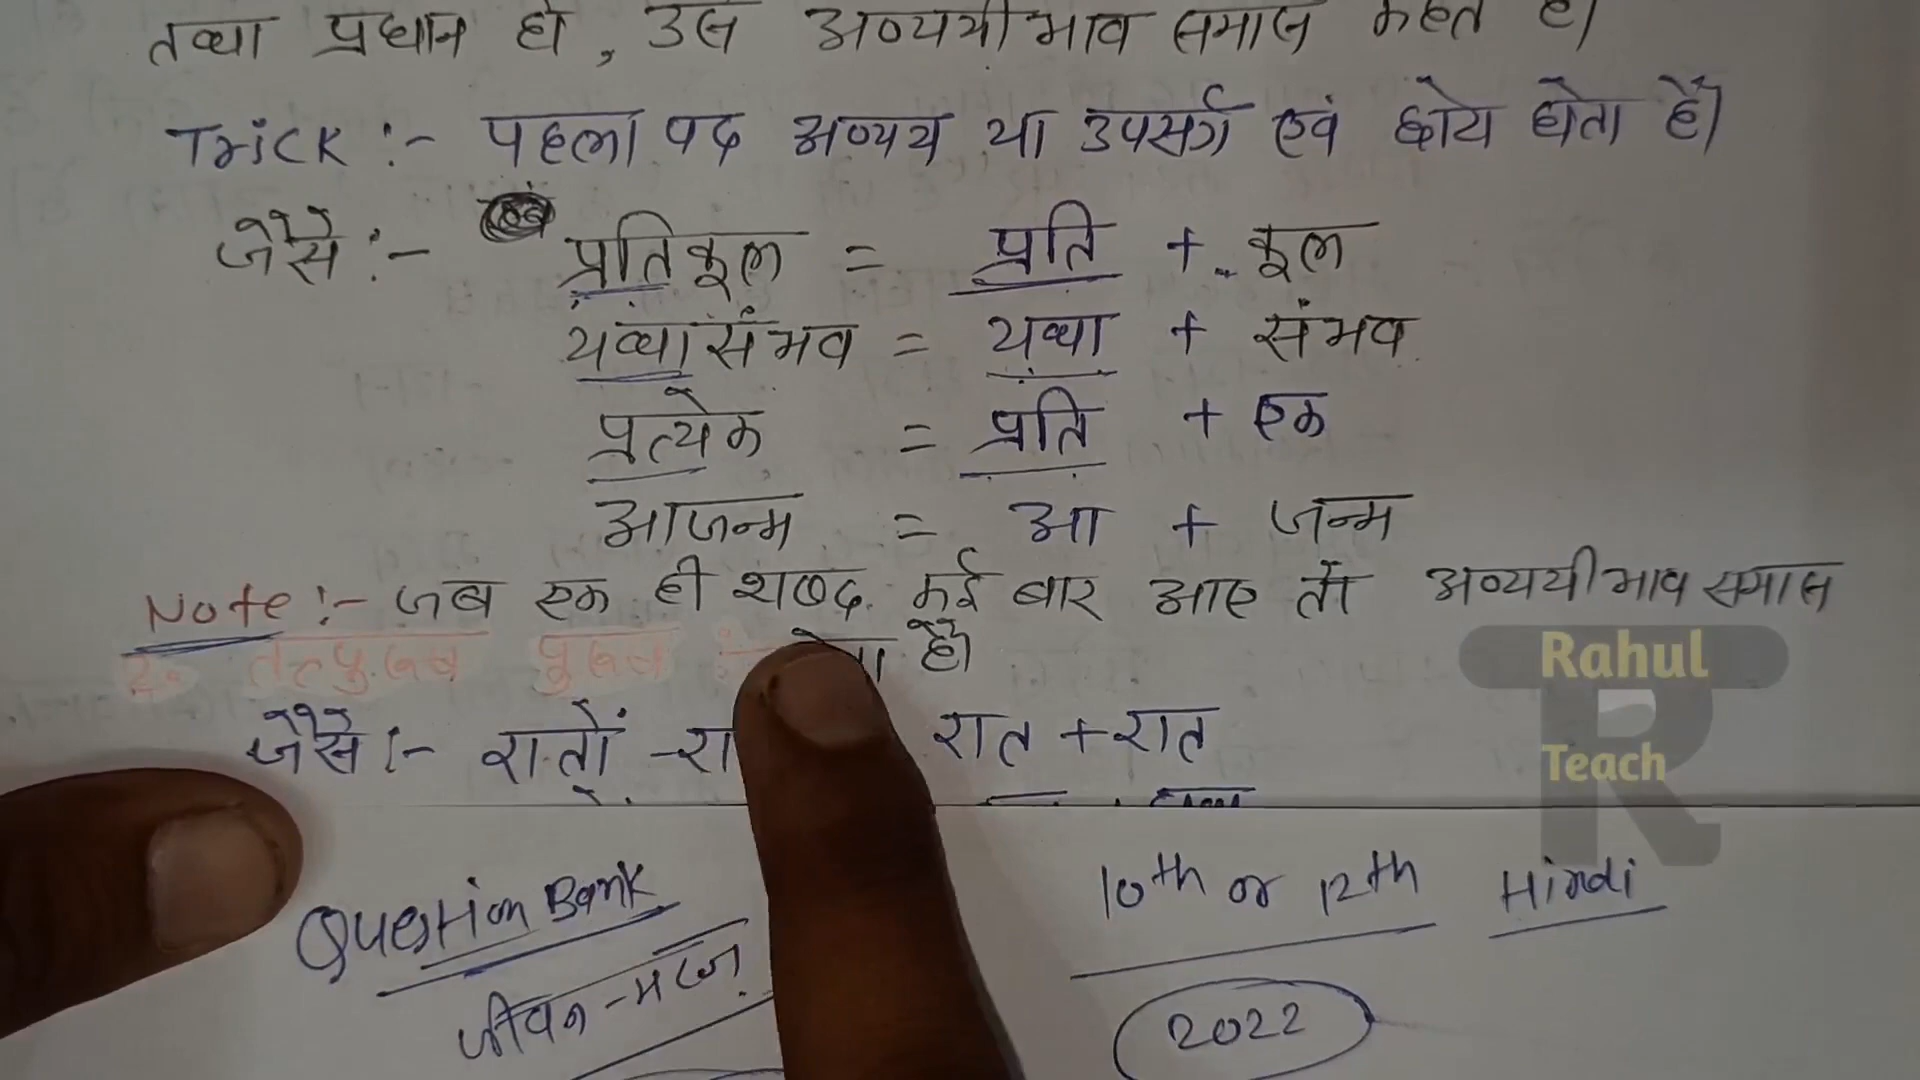 तथा प्रधान हो, उसे अव्ययीभाव समास कहते है।
Trick :- पहला पद अव्यय या उपसर्ग एवं छोटा होता है।
जैसे :- प्रतिकूल = प्रति + कूल
यथासंभव = यथा + संभव
प्रत्येक = प्रति + एक
आजन्म = आ + जन्म
Note :- जब एक ही शब्द कई बार आए तो अव्ययीभाव समास
है।
जैसे :- रातों - रा रात + रात
Rahul
Teach
Question Bank
10th or 12th Hindi
2022